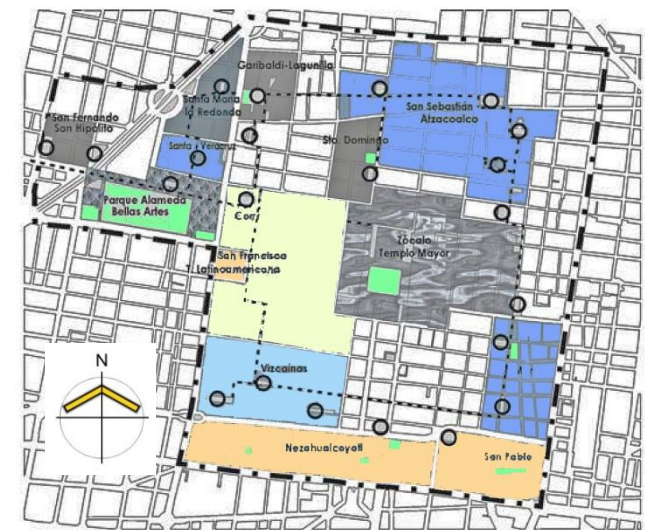 Garibaldi-Lagunilla
Santa María
la Redonda
San Sebastián
Atzacoalco
San Fernando
San Hipólito
Sto. Domingo
Santa Veracruz
Parque Alameda
Bellas Artes
Zócalo
Templo Mayor
San Francisco
T. Latinoamericana
N
Vizcaínas
Nezahualcoyotl
San Pablo